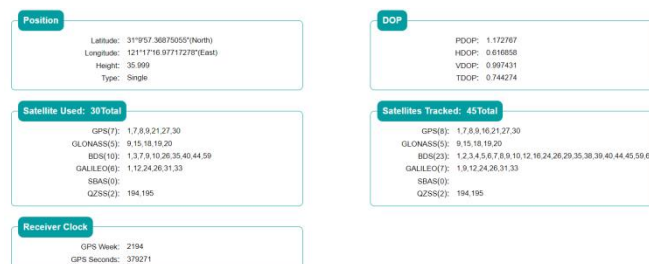 Position
Latitude: 31°9'57.36875055"(North)
Longitude: 121°17'16.97717278"(East)
Height: 35.999
Type: Single
DOP
PDOP: 1.172767
HDOP: 0.616858
VDOP: 0.997431
TDOP: 0.744274
Satellite Used: 30Total
GPS(7): 1,7,8,9,21,27,30
GLONASS(5): 9,15,18,19,20
BDS(10): 1,3,7,9,10,26,35,40,44,59
GALILEO(6): 1,12,24,26,31,33
SBAS(0):
QZSS(2): 194,195
Satellites Tracked: 45Total
GPS(8): 1,7,8,9,16,21,27,30
GLONASS(5): 9,15,18,19,20
BDS(23): 1,2,3,4,5,6,7,8,9,10,12,16,24,26,29,35,38,39,40,44,45,59,6
GALILEO(7): 1,9,12,24,26,31,33
SBAS(0):
QZSS(2): 194,195
Receiver Clock
GPS Week: 2194
GPS Seconds: 379271